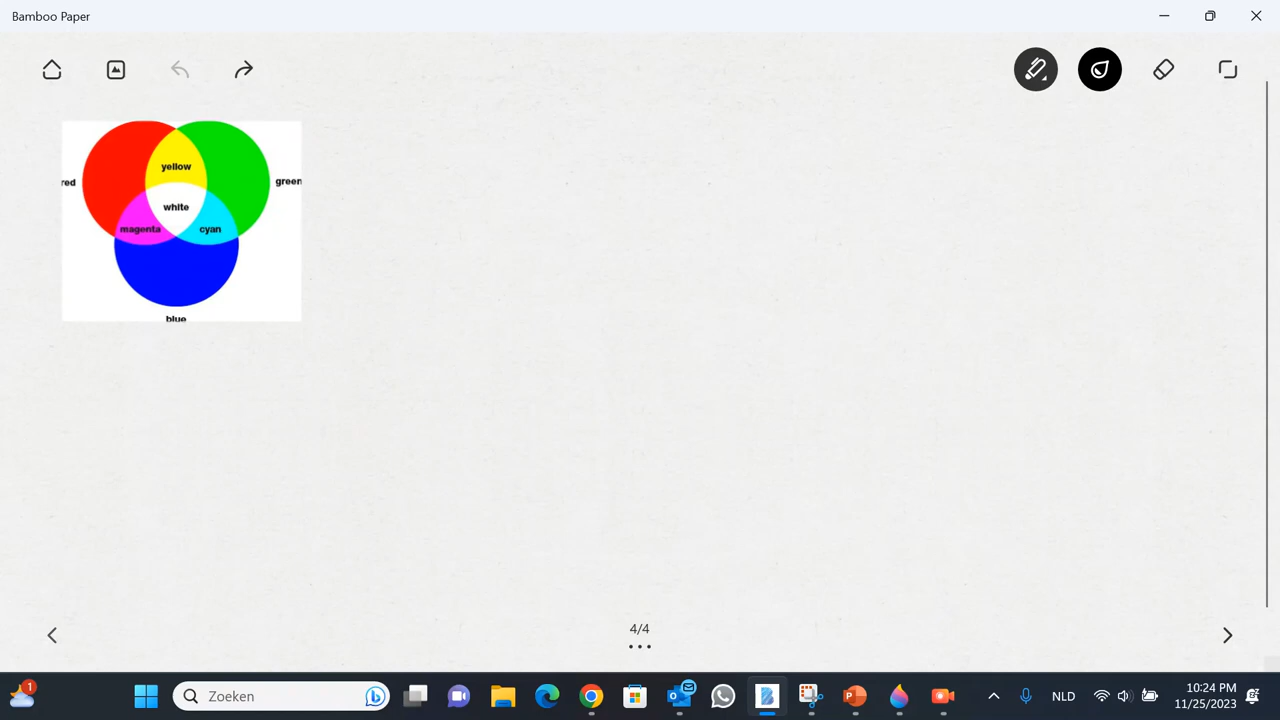 Bamboo Paper
yellow
red
green
white
magenta
cyan
blue
4/4
1
Zoeken
NLD
10:24 PM
11/25/2023